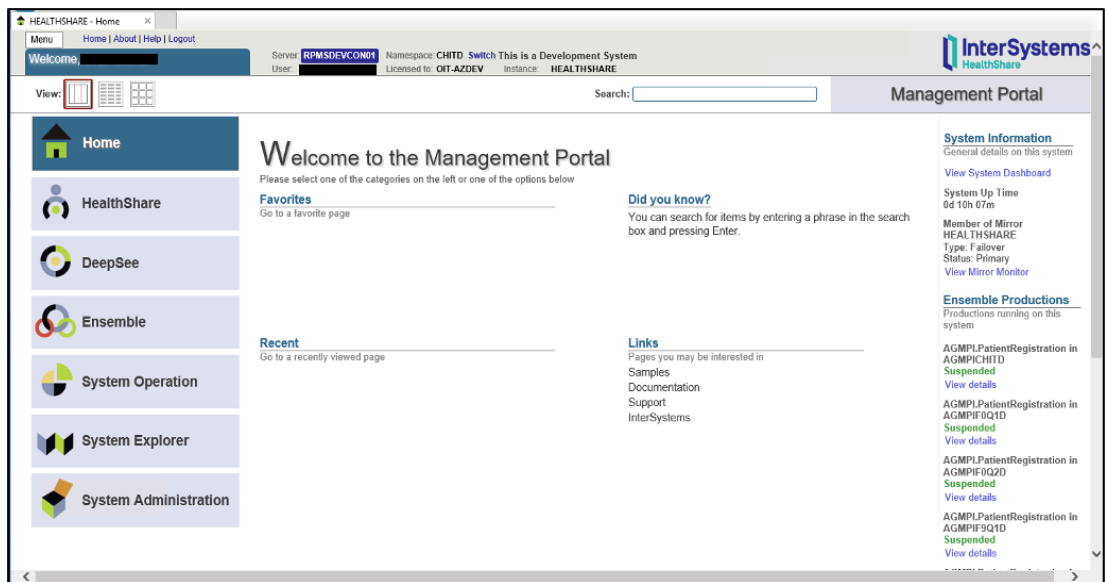 HEALTHSHARE - Home ×
Menu Home | About | Help | Logout
Welcome,
Server: RPMSDEVCON01 Namespace: CHITD Switch This is a Development System
User: Licensed to: OIT-AZDEV Instance: HEALTHSHARE
InterSystems
HealthShare
View:
Search:
Management Portal
Home
HealthShare
DeepSee
Ensemble
System Operation
System Explorer
System Administration
Welcome to the Management Portal
Please select one of the categories on the left or one of the options below
Favorites
Go to a favorite page
Did you know?
You can search for items by entering a phrase in the search
box and pressing Enter.
Recent
Go to a recently viewed page
Links
Pages you may be interested in
Samples
Documentation
Support
InterSystems
System Information
General details on this system
View System Dashboard
System Up Time
0d 10h 07m
Member of Mirror
HEALTHSHARE
Type: Failover
Status: Primary
View Mirror Monitor
Ensemble Productions
Productions running on this
system
AGMPI.PatientRegistration in
AGMPICHITD
Suspended
View details
AGMPI.PatientRegistration in
AGMPIF0Q1D
Suspended
View details
AGMPI.PatientRegistration in
AGMPIF0Q2D
Suspended
View details
AGMPI.PatientRegistration in
AGMPIF9Q1D
Suspended
View details